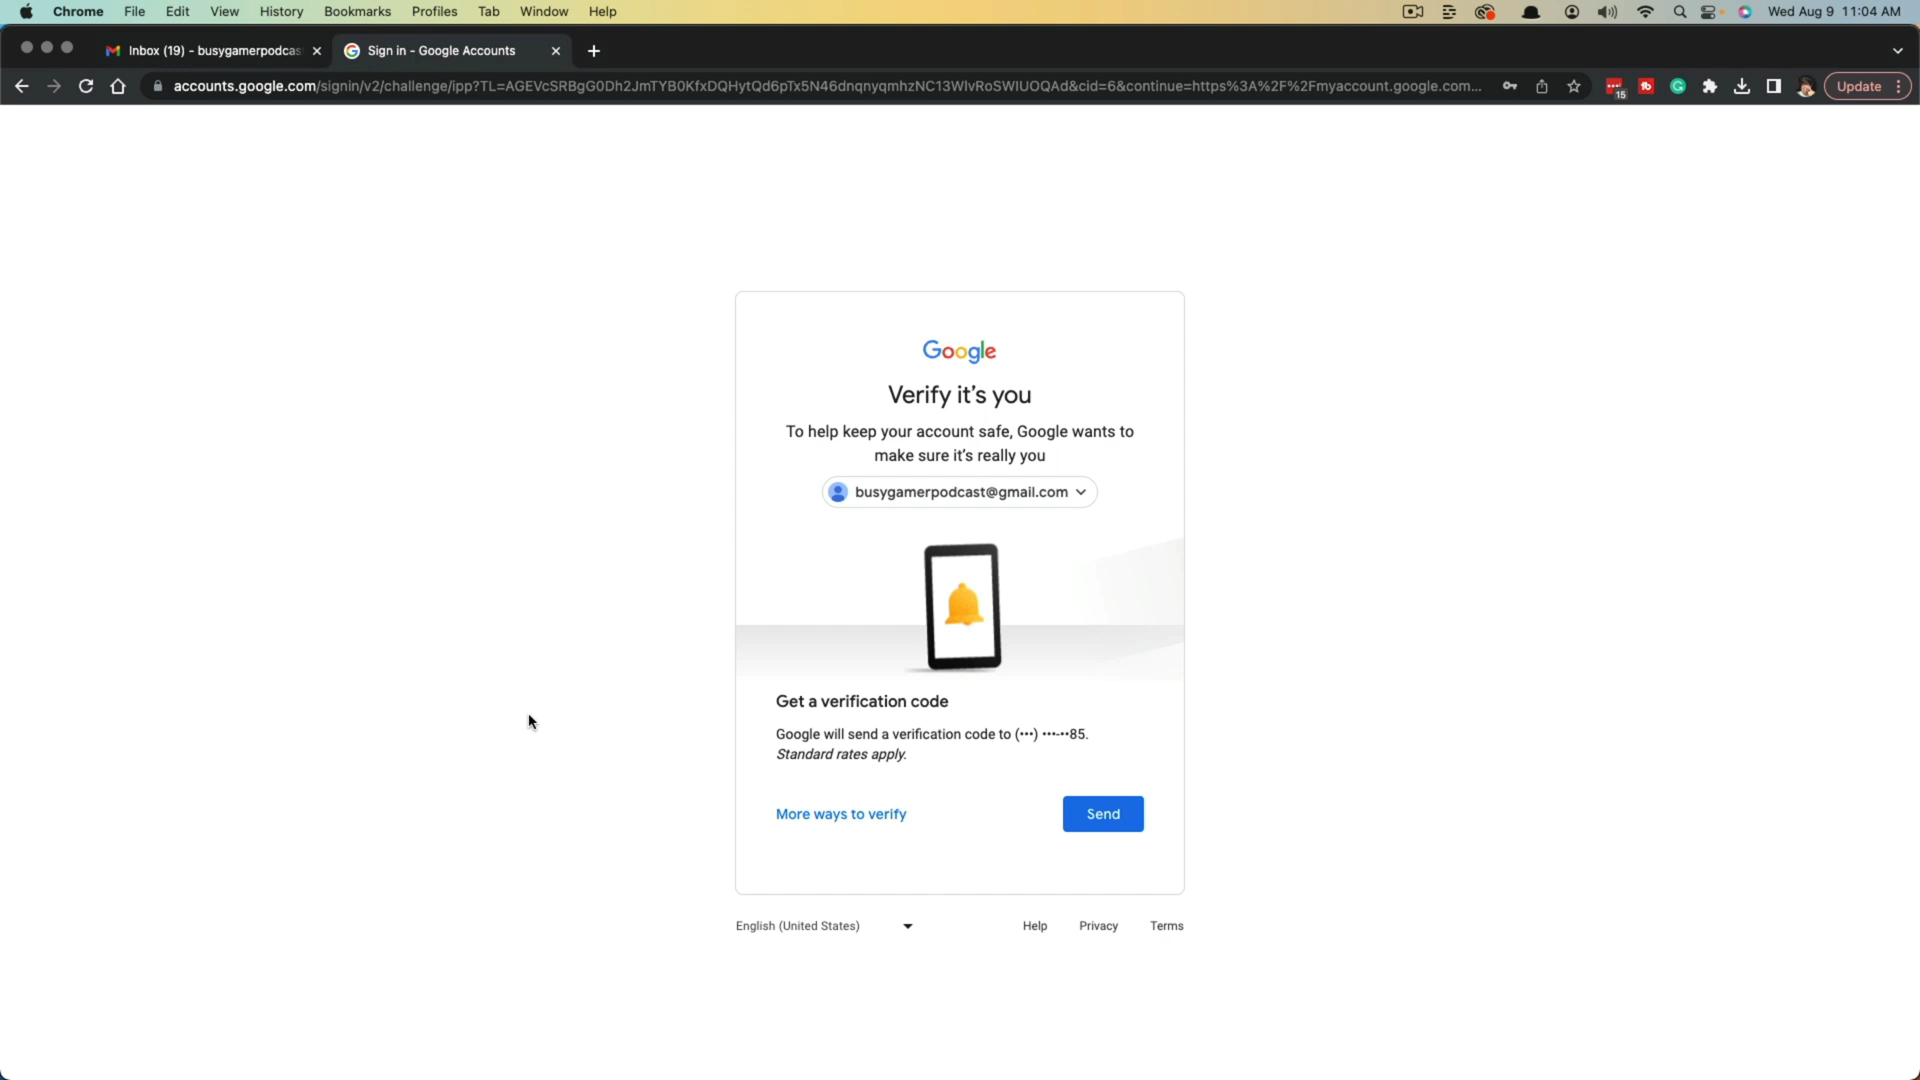 Chrome File Edit View History Bookmarks Profiles Tab Window Help Wed Aug 9 11:04 AM
Inbox (19) - busygamerpodcas Sign in - Google Accounts
accounts.google.com/signin/v2/challenge/ipp?TL=AGEVcSRBgG0Dh2JmTYB0KfxDQHytQd6pTx5N46dnqnyqmhzNC13WlvRoSWIUOQAd&cid=6&continue=https%3A%2F%2Fmyaccount.google.com... 15 Update
Google
Verify it's you
To help keep your account safe, Google wants to
make sure it's really you
busygamerpodcast@gmail.com
Get a verification code
Google will send a verification code to (•••) •••-••85.
Standard rates apply.
More ways to verify Send
English (United States) Help Privacy Terms